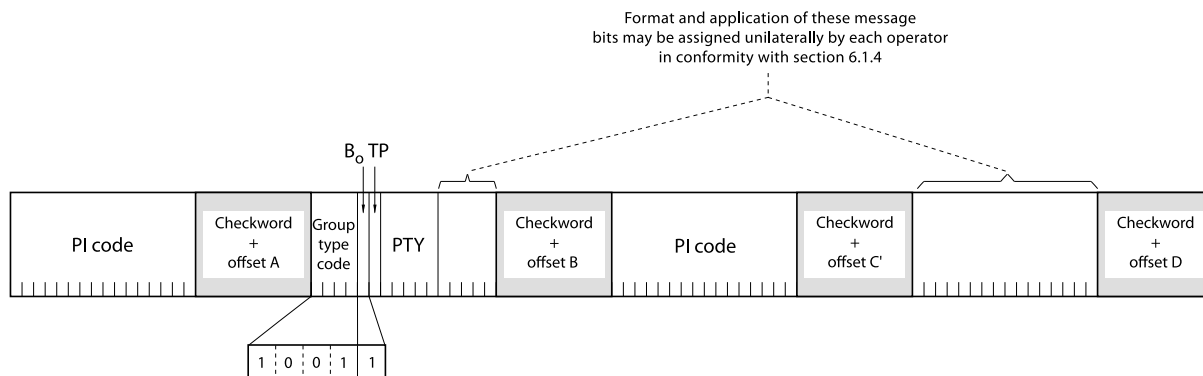 Format and application of these message
bits may be assigned unilaterally by each operator
in conformity with section 6.1.4
Bo TP
PI code
Checkword
+
offset A
Group
type
code
PTY
Checkword
+
offset B
PI code
Checkword
+
offset C'
Checkword
+
offset D
1 0 0 1 1